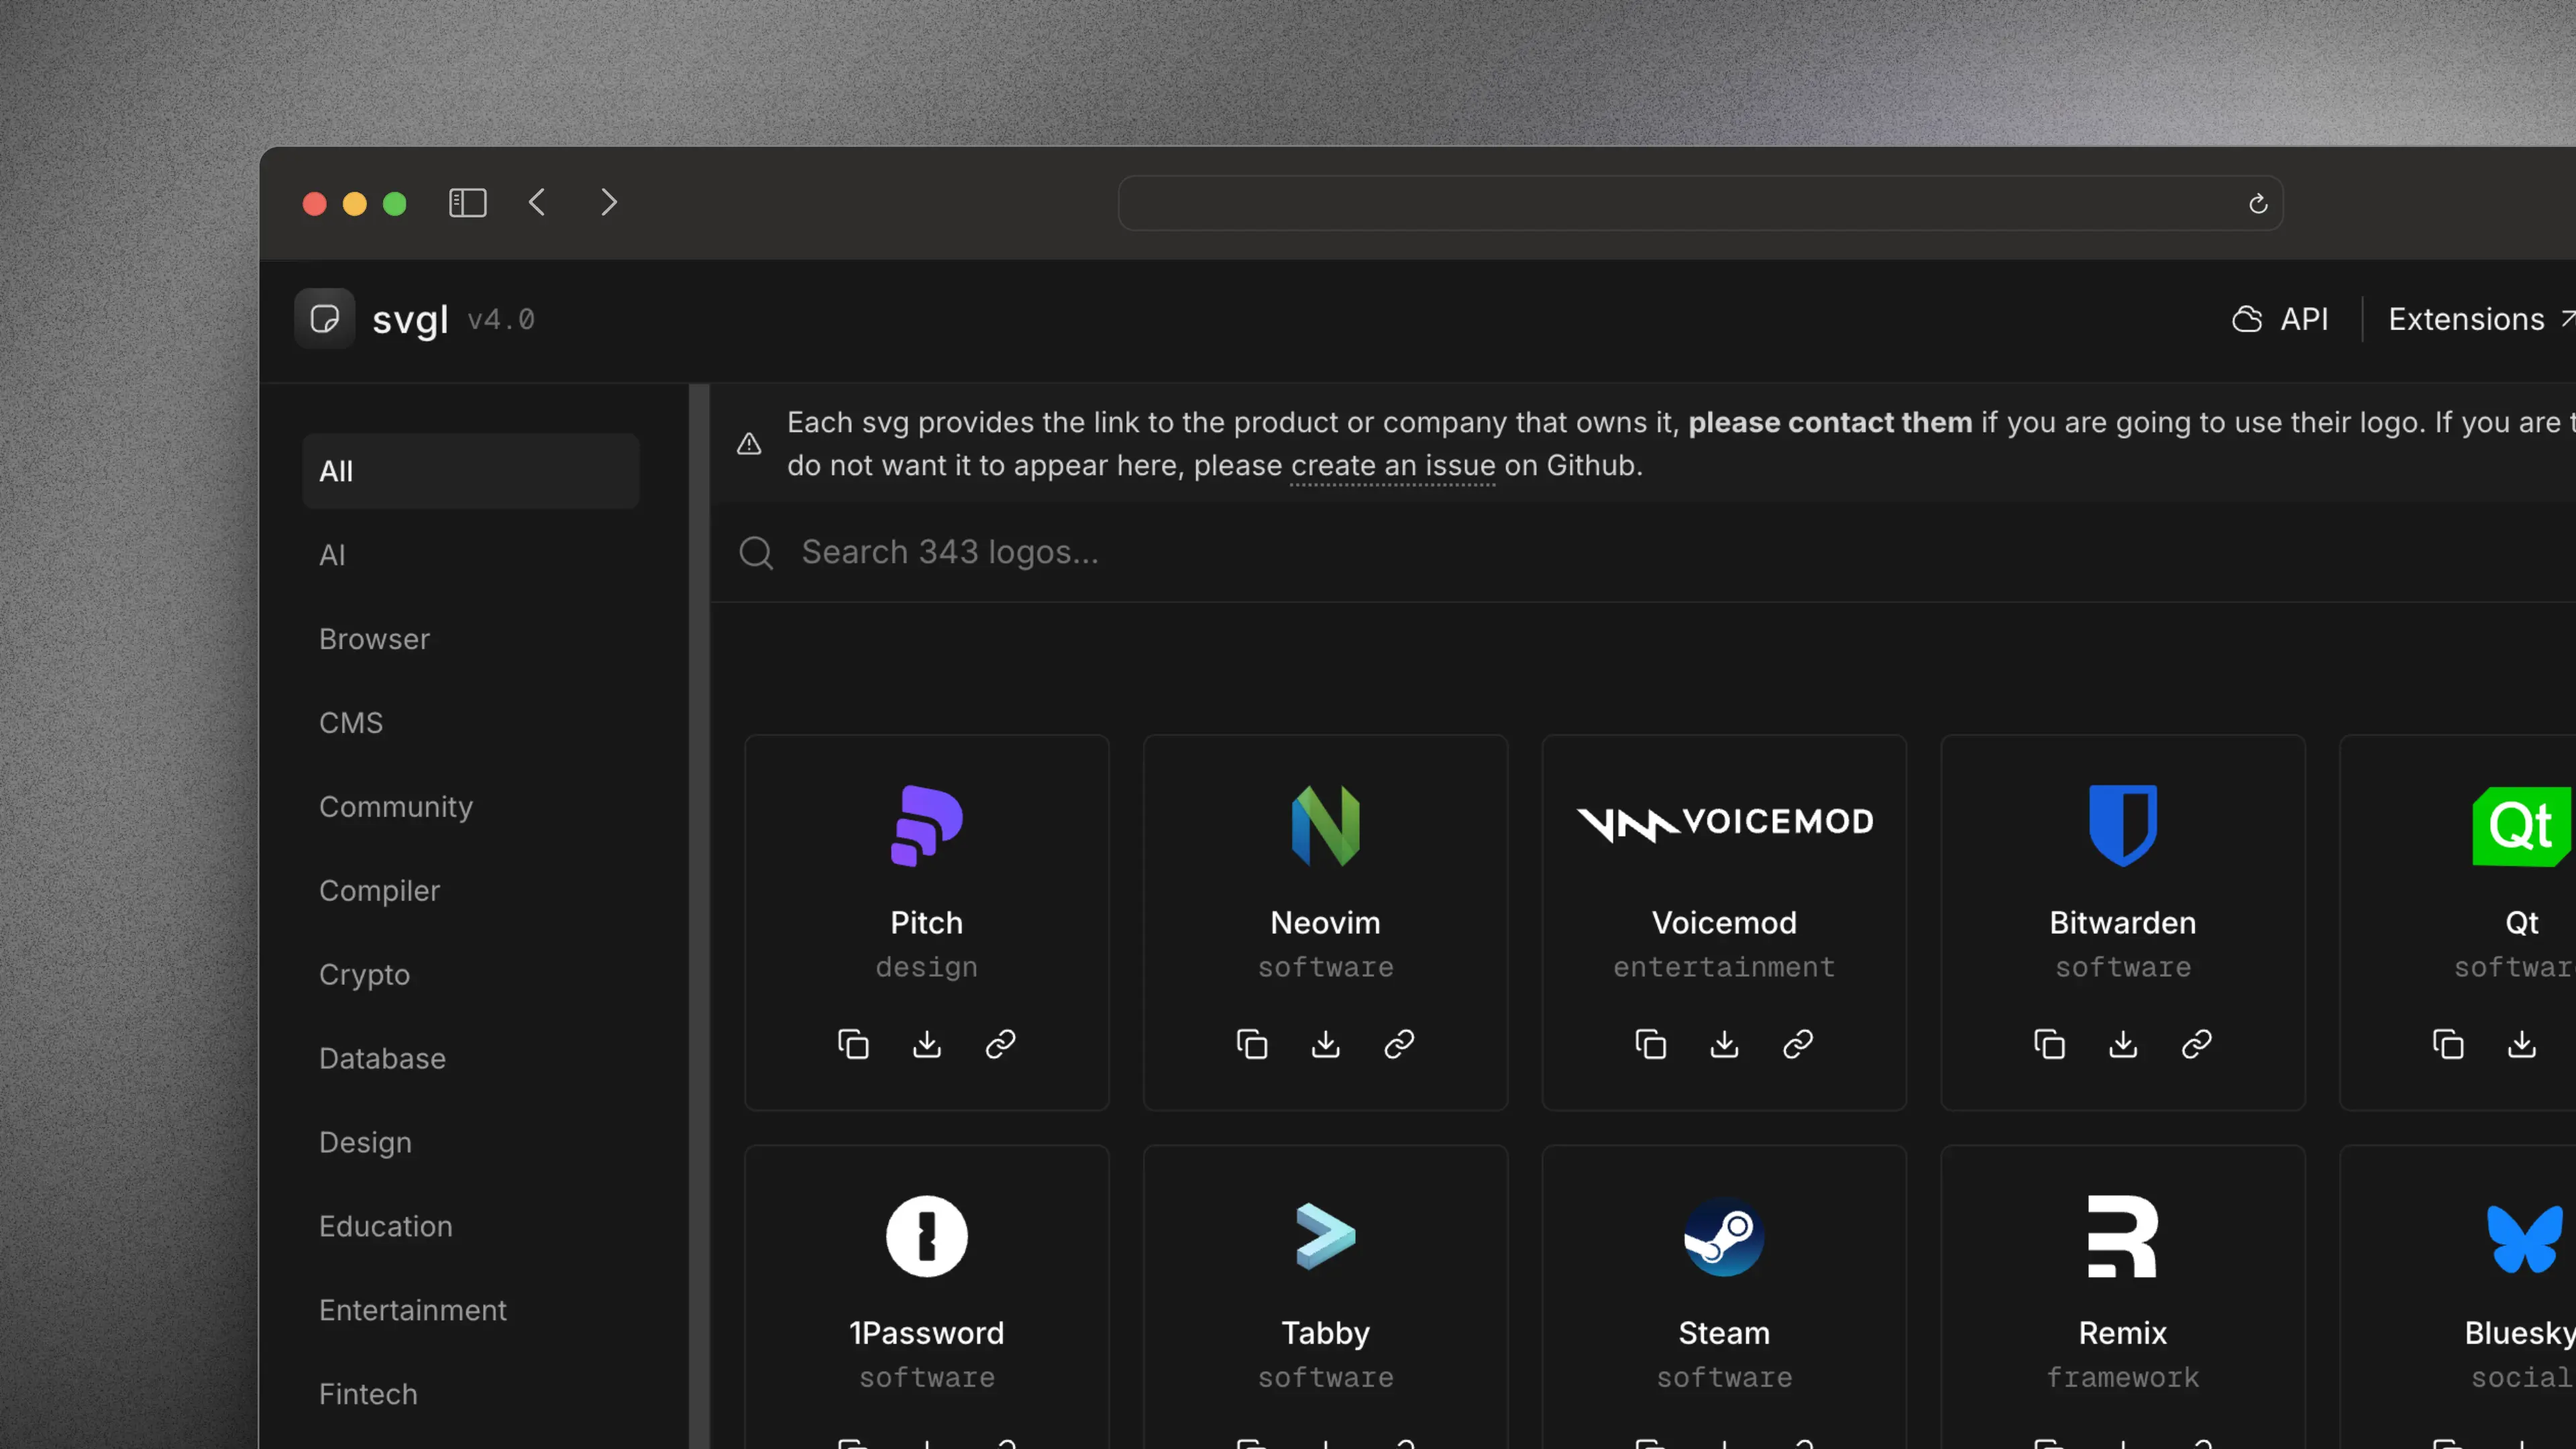 svgl v4.0
API
Extensions
Each svg provides the link to the product or company that owns it, please contact them if you are going to use their logo. If you are
do not want it to appear here, please create an issue on Github.
Search 343 logos...
All
AI
Browser
CMS
Community
Compiler
Crypto
Database
Design
Education
Entertainment
Fintech
VOICEMOD
Qt
Pitch
Neovim
Voicemod
Bitwarden
Qt
design
software
entertainment
software
softwar
1Password
Tabby
Steam
Remix
Bluesky
software
software
software
framework
social